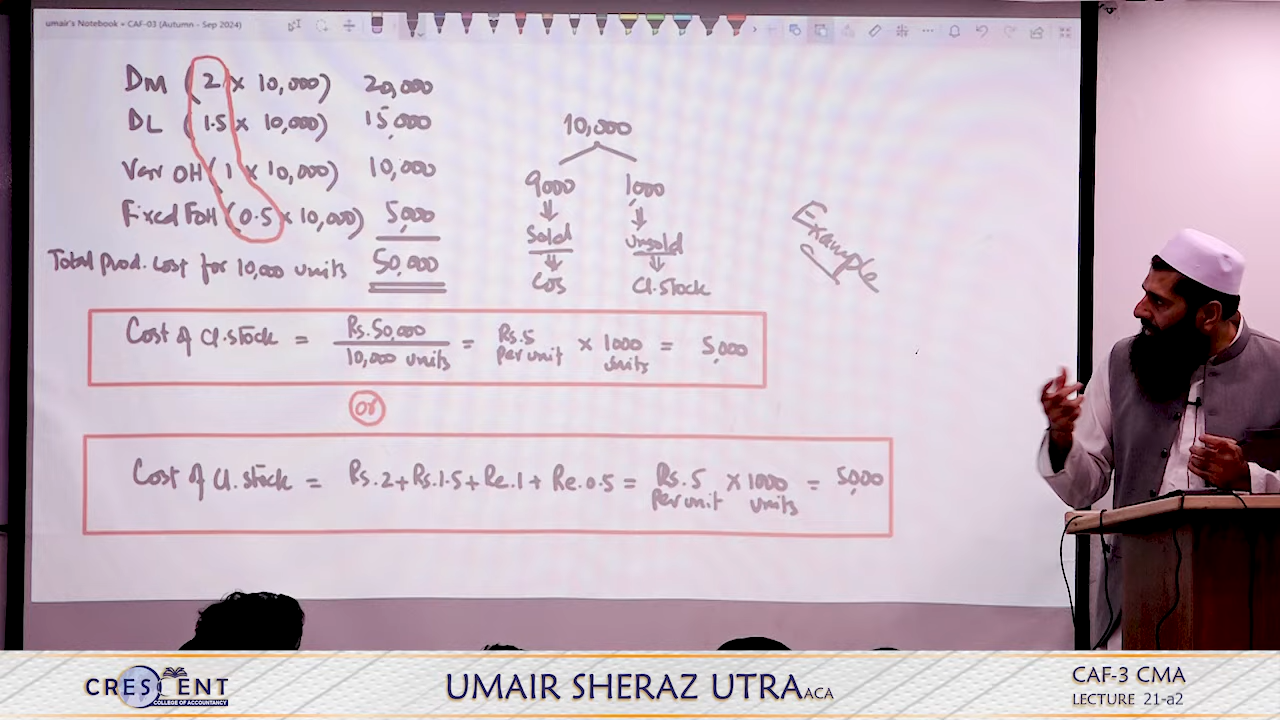 umair's Notebook » CAF-03 (Autumn - Sep 2024)
DM (2 x 10,000) 20,000
DL (1.5 x 10,000) 15,000
Varr OH (1 x 10,000) 10,000
Fixed FOH (0.5 x 10,000) 5,000
Total prod. cost for 10,000 units 50,000
10,000
9000 1,000
Sold unsold
COS Cl.stock
Example
Cost of Cl.stock = Rs.50,000 / 10,000 units = Rs.5 per unit x 1000 units = 5,000
or
Cost of Cl.stock = Rs.2 + Rs.1.5 + Re.1 + Re.0.5 = Rs.5 per unit x 1000 units = 5,000
CRESCENT
COLLEGE OF ACCOUNTANCY
UMAIR SHERAZ UTRA ACA
CAF-3 CMA
LECTURE 21-a2